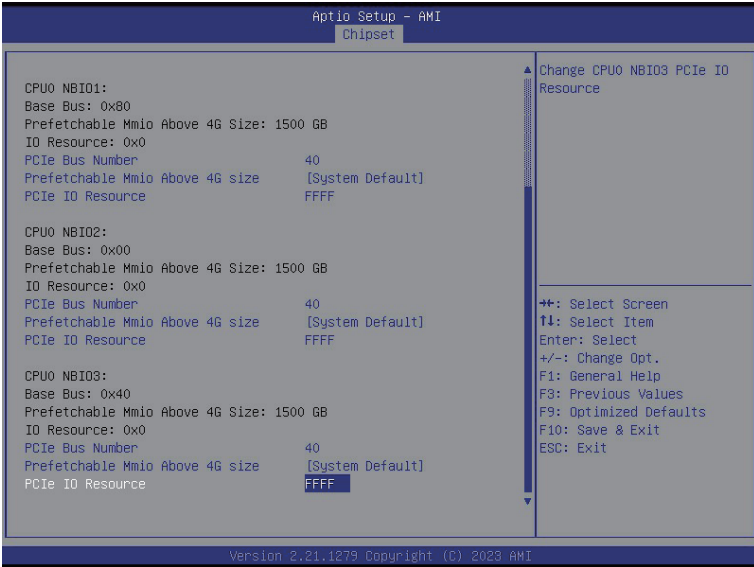 Aptio Setup – AMI
Chipset
CPU0 NBIO1:
Base Bus: 0x80
Prefetchable Mmio Above 4G Size: 1500 GB
IO Resource: 0x0
PCIe Bus Number 40
Prefetchable Mmio Above 4G size [System Default]
PCIe IO Resource FFFF
CPU0 NBIO2:
Base Bus: 0x00
Prefetchable Mmio Above 4G Size: 1500 GB
IO Resource: 0x0
PCIe Bus Number 40
Prefetchable Mmio Above 4G size [System Default]
PCIe IO Resource FFFF
CPU0 NBIO3:
Base Bus: 0x40
Prefetchable Mmio Above 4G Size: 1500 GB
IO Resource: 0x0
PCIe Bus Number 40
Prefetchable Mmio Above 4G size [System Default]
PCIe IO Resource FFFF
Change CPU0 NBIO3 PCIe IO
Resource
→←: Select Screen
↑↓: Select Item
Enter: Select
+/-: Change Opt.
F1: General Help
F3: Previous Values
F9: Optimized Defaults
F10: Save & Exit
ESC: Exit
Version 2.21.1279 Copyright (C) 2023 AMI